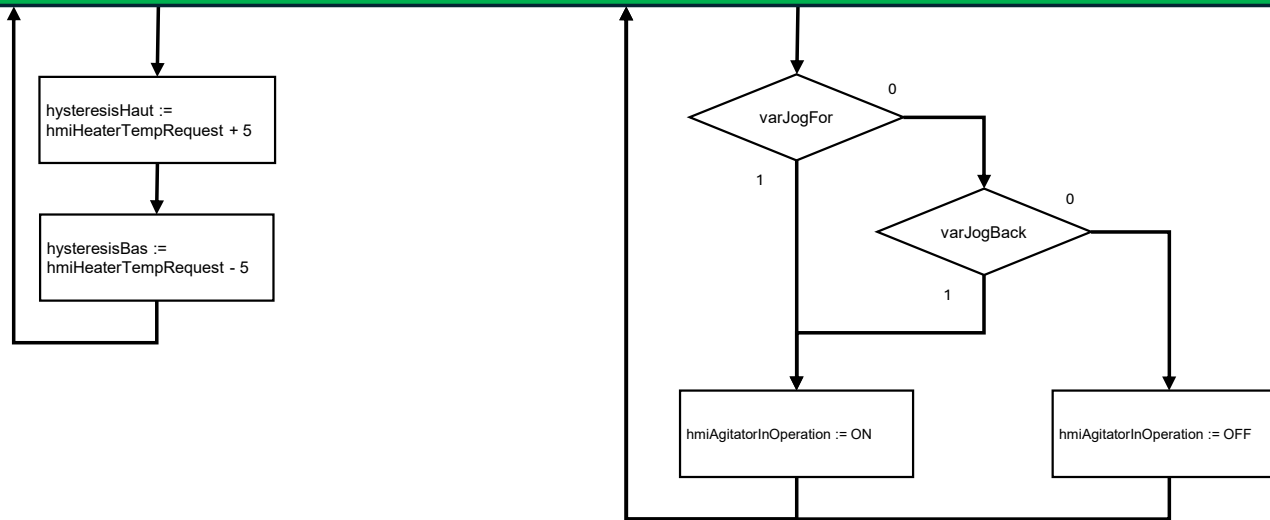 hysteresisHaut :=
hmiHeaterTempRequest + 5
hysteresisBas :=
hmiHeaterTempRequest - 5
0
varJogFor
1
0
varJogBack
1
hmiAgitatorInOperation := ON
hmiAgitatorInOperation := OFF